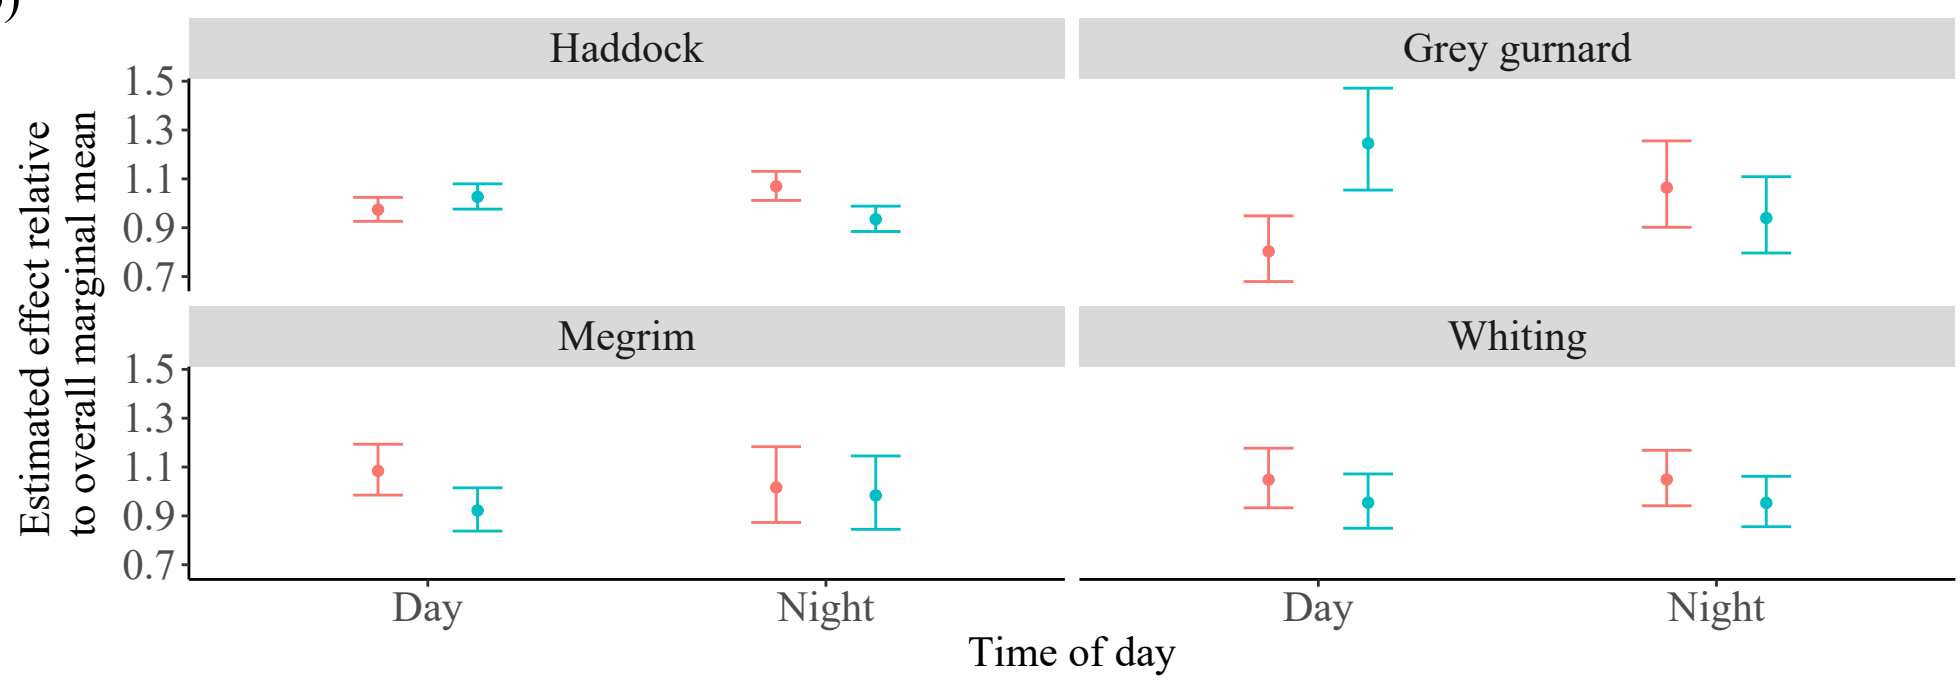 Haddock
Grey gurnard
1.5
1.3
1.1
0.9
0.7
Megrim
Whiting
1.5
1.3
1.1
0.9
0.7
Estimated effect relative
to overall marginal mean
Day
Night
Day
Night
Time of day